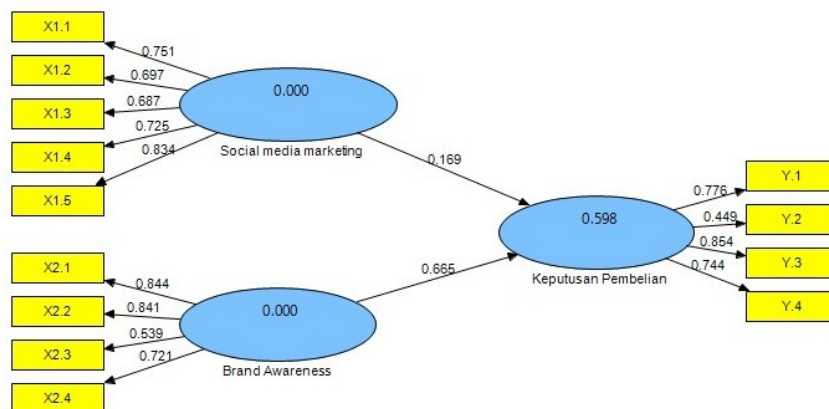 X1.1
0.751
X1.2
0.697
X1.3
0.687
X1.4
0.725
X1.5
0.834
0.000
Social media marketing
0.169
X2.1
0.844
X2.2
0.841
X2.3
0.539
X2.4
0.721
0.000
Brand Awareness
0.665
0.598
Keputusan Pembelian
0.776
Y.1
0.449
Y.2
0.854
Y.3
0.744
Y.4